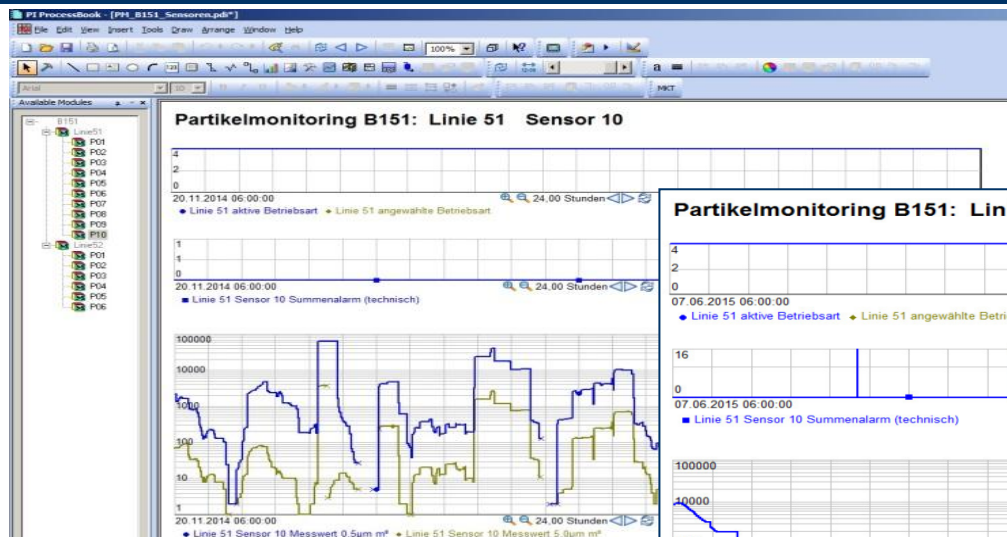 PI ProcessBook - [PM_B151_Sensoren.pdi*]
File Edit View Insert Tools Draw Arrange Window Help
100%
123
a
Arial
10
MKT
Available Modules
B151
Linie51
P01
P02
P03
P04
P05
P06
P07
P08
P09
P10
Linie52
P01
P02
P03
P04
P05
P06
Partikelmonitoring B151: Linie 51 Sensor 10
4
2
0
20.11.2014 06:00:00 24,00 Stunden
Linie 51 aktive Betriebsart Linie 51 angewählte Betriebsart
1
1
0
20.11.2014 06:00:00 24,00 Stunden
Linie 51 Sensor 10 Summenalarm (technisch)
100000
10000
1000
100
10
1
20.11.2014 06:00:00 24,00 Stunden
Linie 51 Sensor 10 Messwert 0.5µm m³ Linie 51 Sensor 10 Messwert 5.0µm m³
Partikelmonitoring B151: Lin
4
2
0
07.06.2015 06:00:00
Linie 51 aktive Betriebsart Linie 51 angewählte Betri
16
0
07.06.2015 06:00:00
Linie 51 Sensor 10 Summenalarm (technisch)
100000
10000